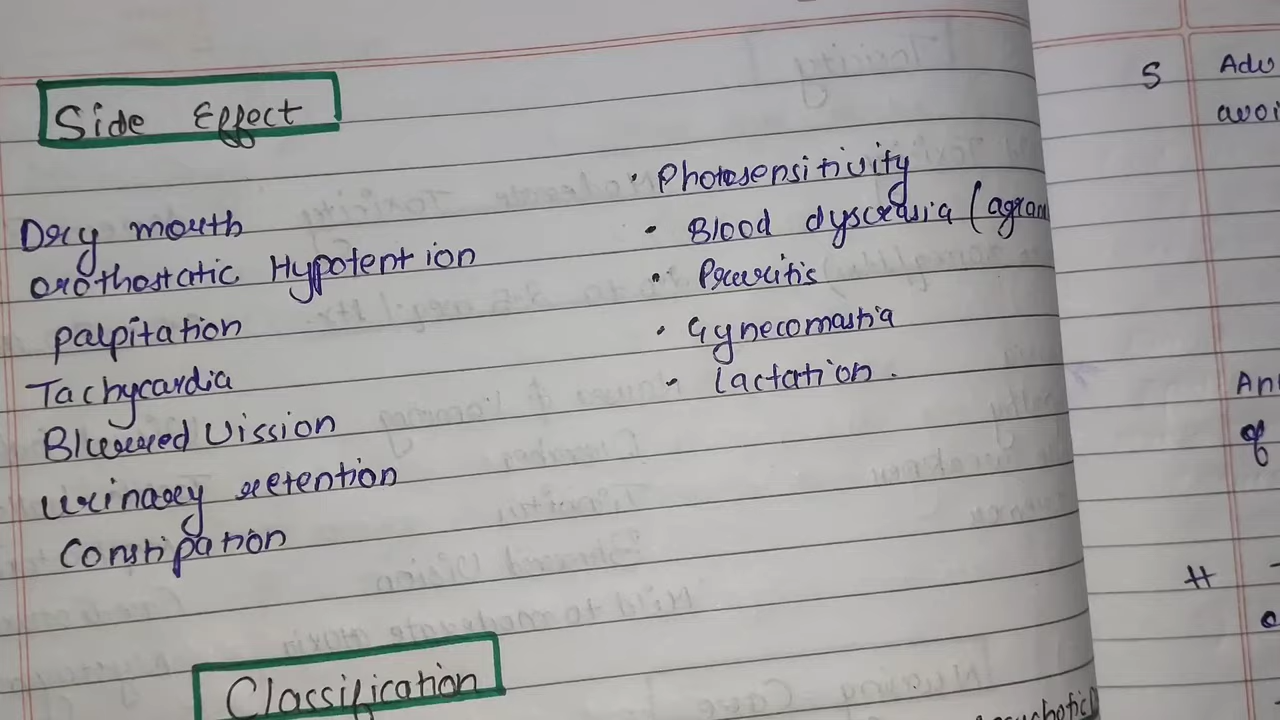 Side Effect
Dry mouth
orothostatic Hypotention
palpitation
Tachycardia
Blurred Vission
urinary retention
Constipation
• Photosensitivity
• Blood dyscrasia (agran
• Pruritis
• Gynecomastia
• Lactation.
Classification
S
Adv
avoi
An
of
H